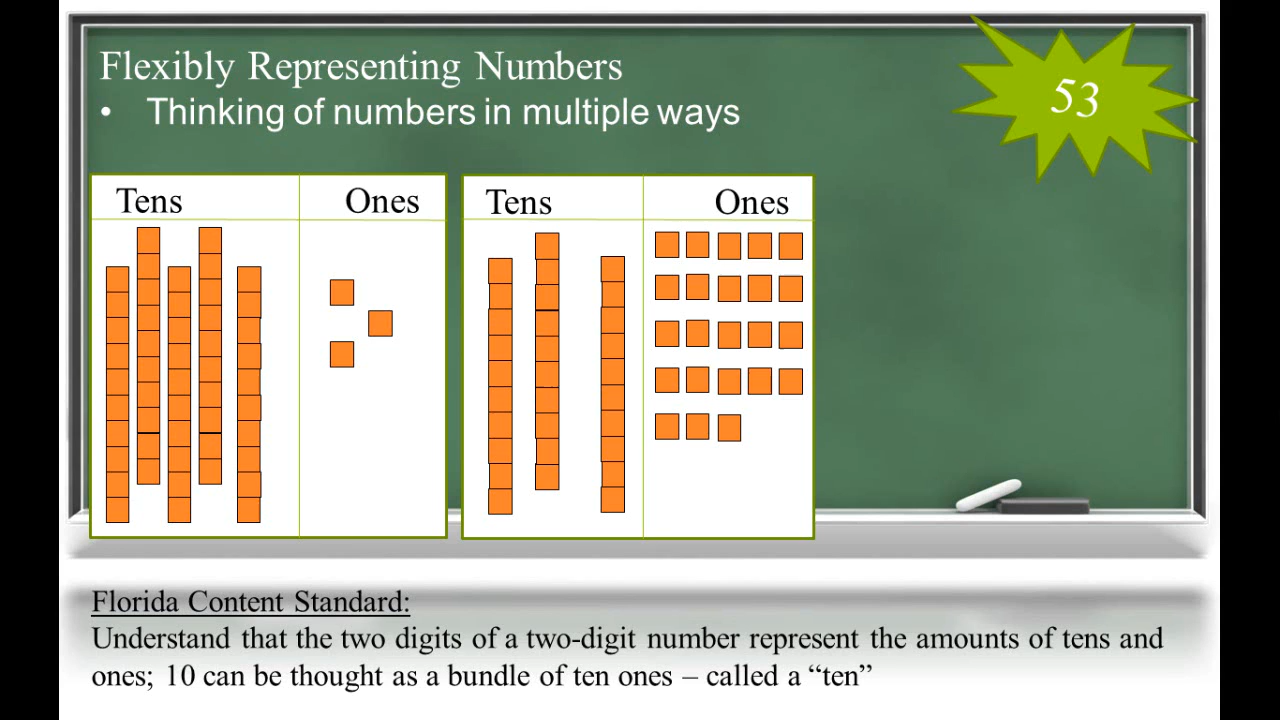 Flexibly Representing Numbers
• Thinking of numbers in multiple ways
53
Tens Ones
Tens Ones
Florida Content Standard:
Understand that the two digits of a two-digit number represent the amounts of tens and
ones; 10 can be thought as a bundle of ten ones – called a “ten”